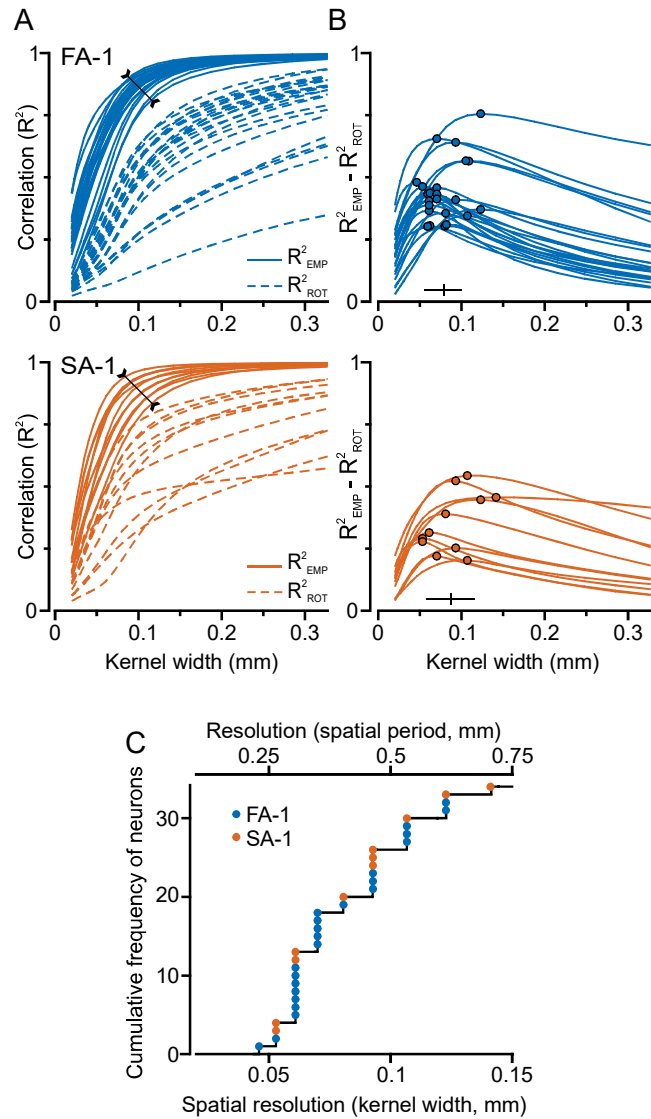 A
B
FA-1
1
0
0
0.1
0.2
0.3
Correlation (R²)
R²EMP
R²ROT
1
0
0
0.1
0.2
0.3
R²EMP - R²ROT
SA-1
1
0
0
0.1
0.2
0.3
Correlation (R²)
Kernel width (mm)
R²EMP
R²ROT
1
0
0
0.1
0.2
0.3
R²EMP - R²ROT
Kernel width (mm)
C
Resolution (spatial period, mm)
0.25
0.5
0.75
FA-1
SA-1
30
20
10
0
Cumulative frequency of neurons
0.05
0.1
0.15
Spatial resolution (kernel width, mm)